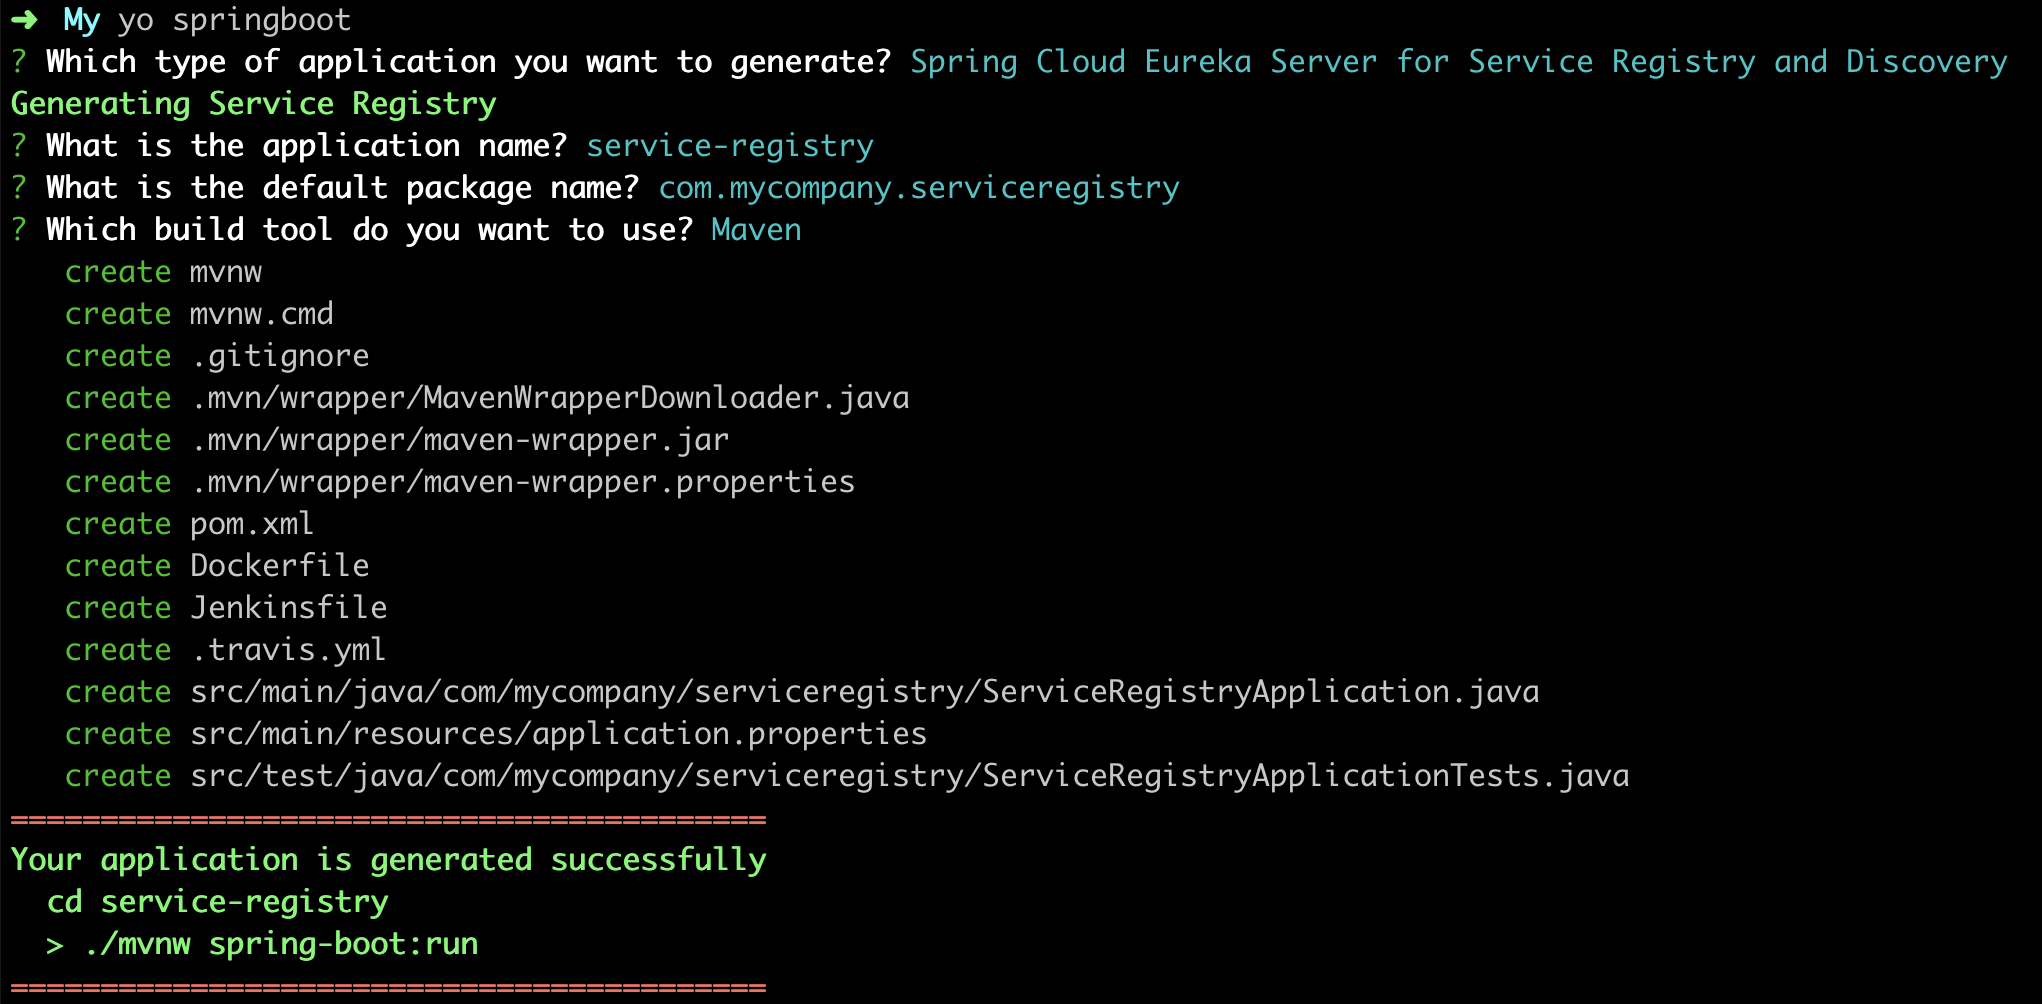 ➜ My yo springboot
? Which type of application you want to generate? Spring Cloud Eureka Server for Service Registry and Discovery
Generating Service Registry
? What is the application name? service-registry
? What is the default package name? com.mycompany.serviceregistry
? Which build tool do you want to use? Maven
create mvnw
create mvnw.cmd
create .gitignore
create .mvn/wrapper/MavenWrapperDownloader.java
create .mvn/wrapper/maven-wrapper.jar
create .mvn/wrapper/maven-wrapper.properties
create pom.xml
create Dockerfile
create Jenkinsfile
create .travis.yml
create src/main/java/com/mycompany/serviceregistry/ServiceRegistryApplication.java
create src/main/resources/application.properties
create src/test/java/com/mycompany/serviceregistry/ServiceRegistryApplicationTests.java
==========================================
Your application is generated successfully
cd service-registry
> ./mvnw spring-boot:run
==========================================